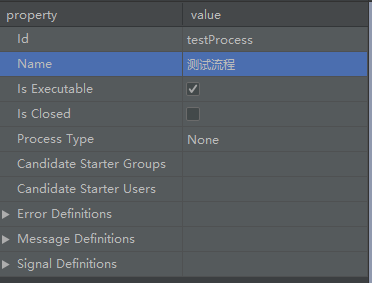 property value
Id testProcess
Name 测试流程
Is Executable
Is Closed
Process Type None
Candidate Starter Groups
Candidate Starter Users
Error Definitions
Message Definitions
Signal Definitions